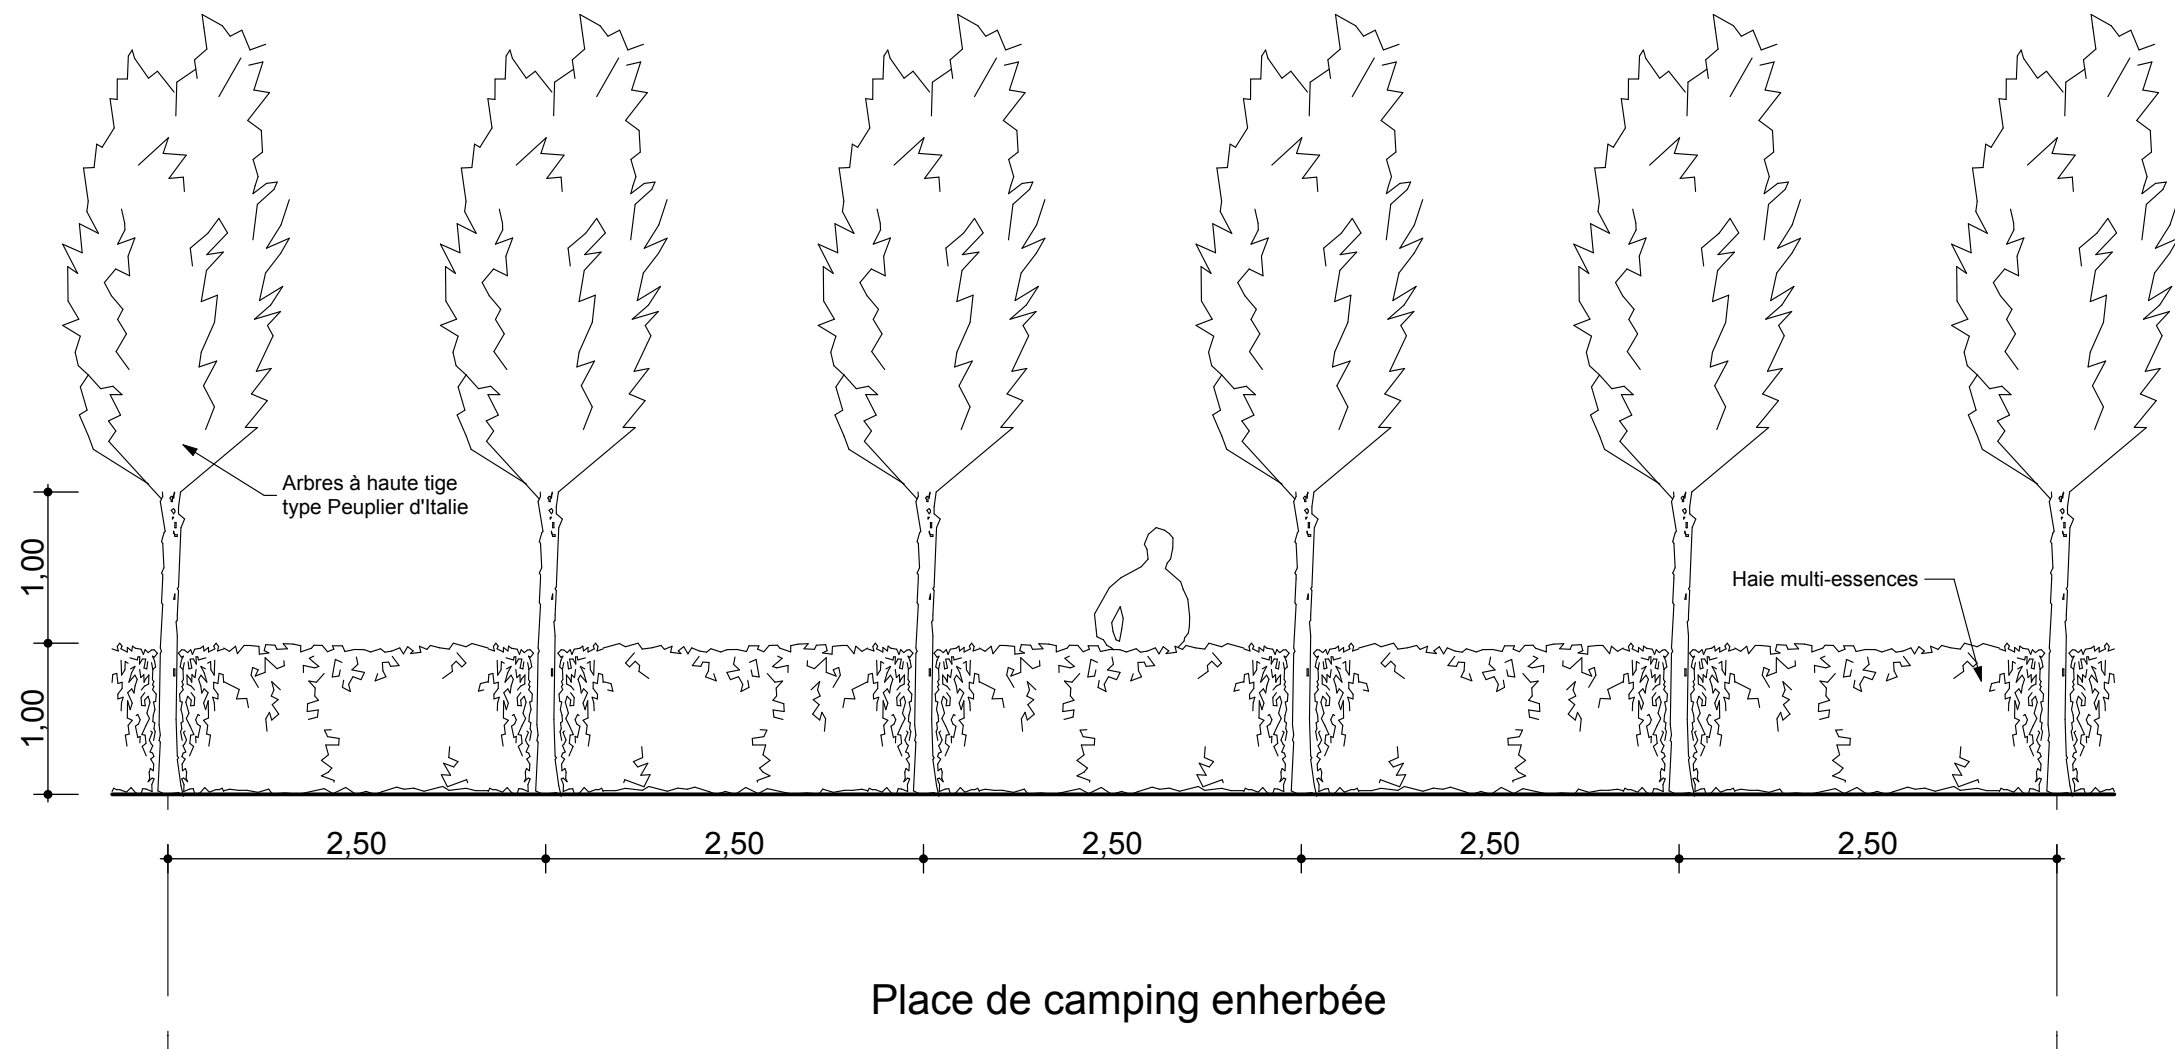 Arbres à haute tige
type Peuplier d'Italie
1,00
Haie multi-essences
1,00
2,50 2,50 2,50 2,50 2,50
Place de camping enherbée